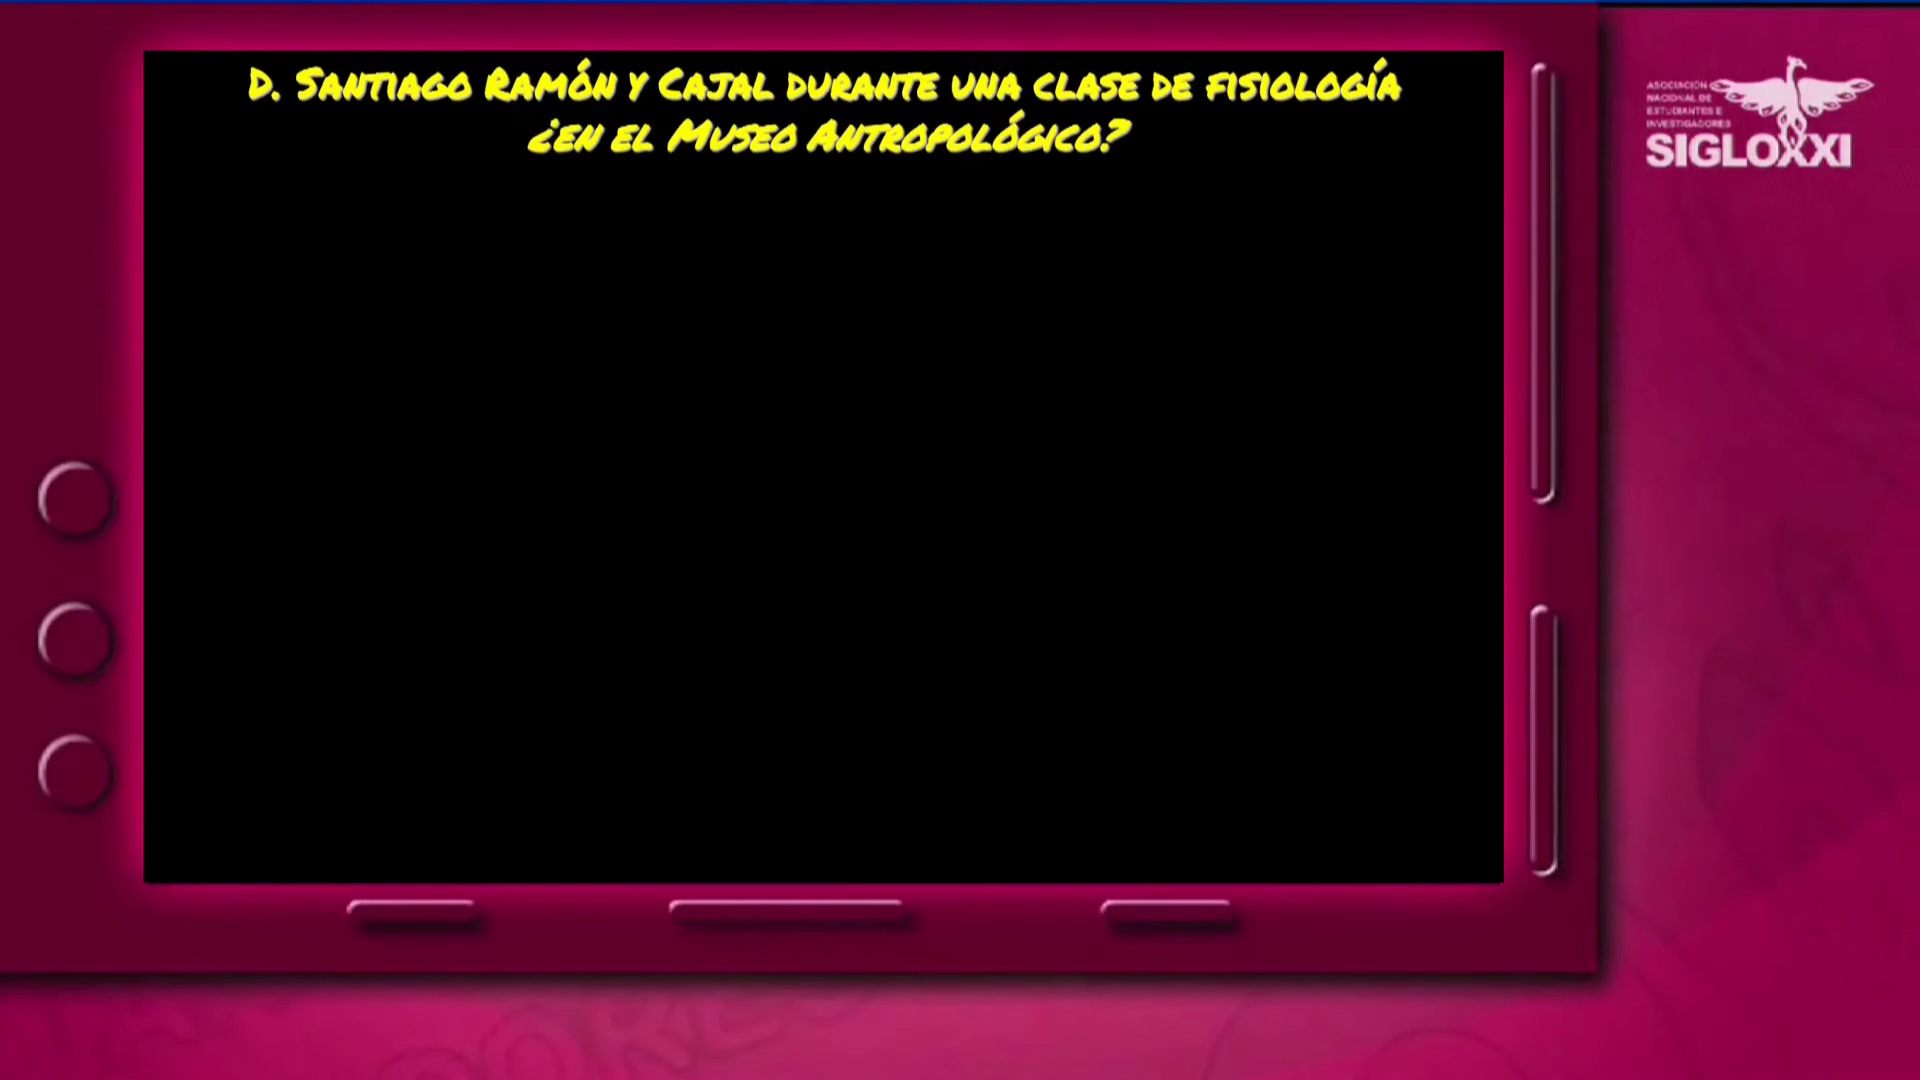 D. Santiago Ramón y Cajal durante una clase de fisiología
¿en el Museo Antropológico?
ASOCIACIÓN
NACIONAL DE
ESTUDIANTES E
INVESTIGADORES
SIGLOXXI